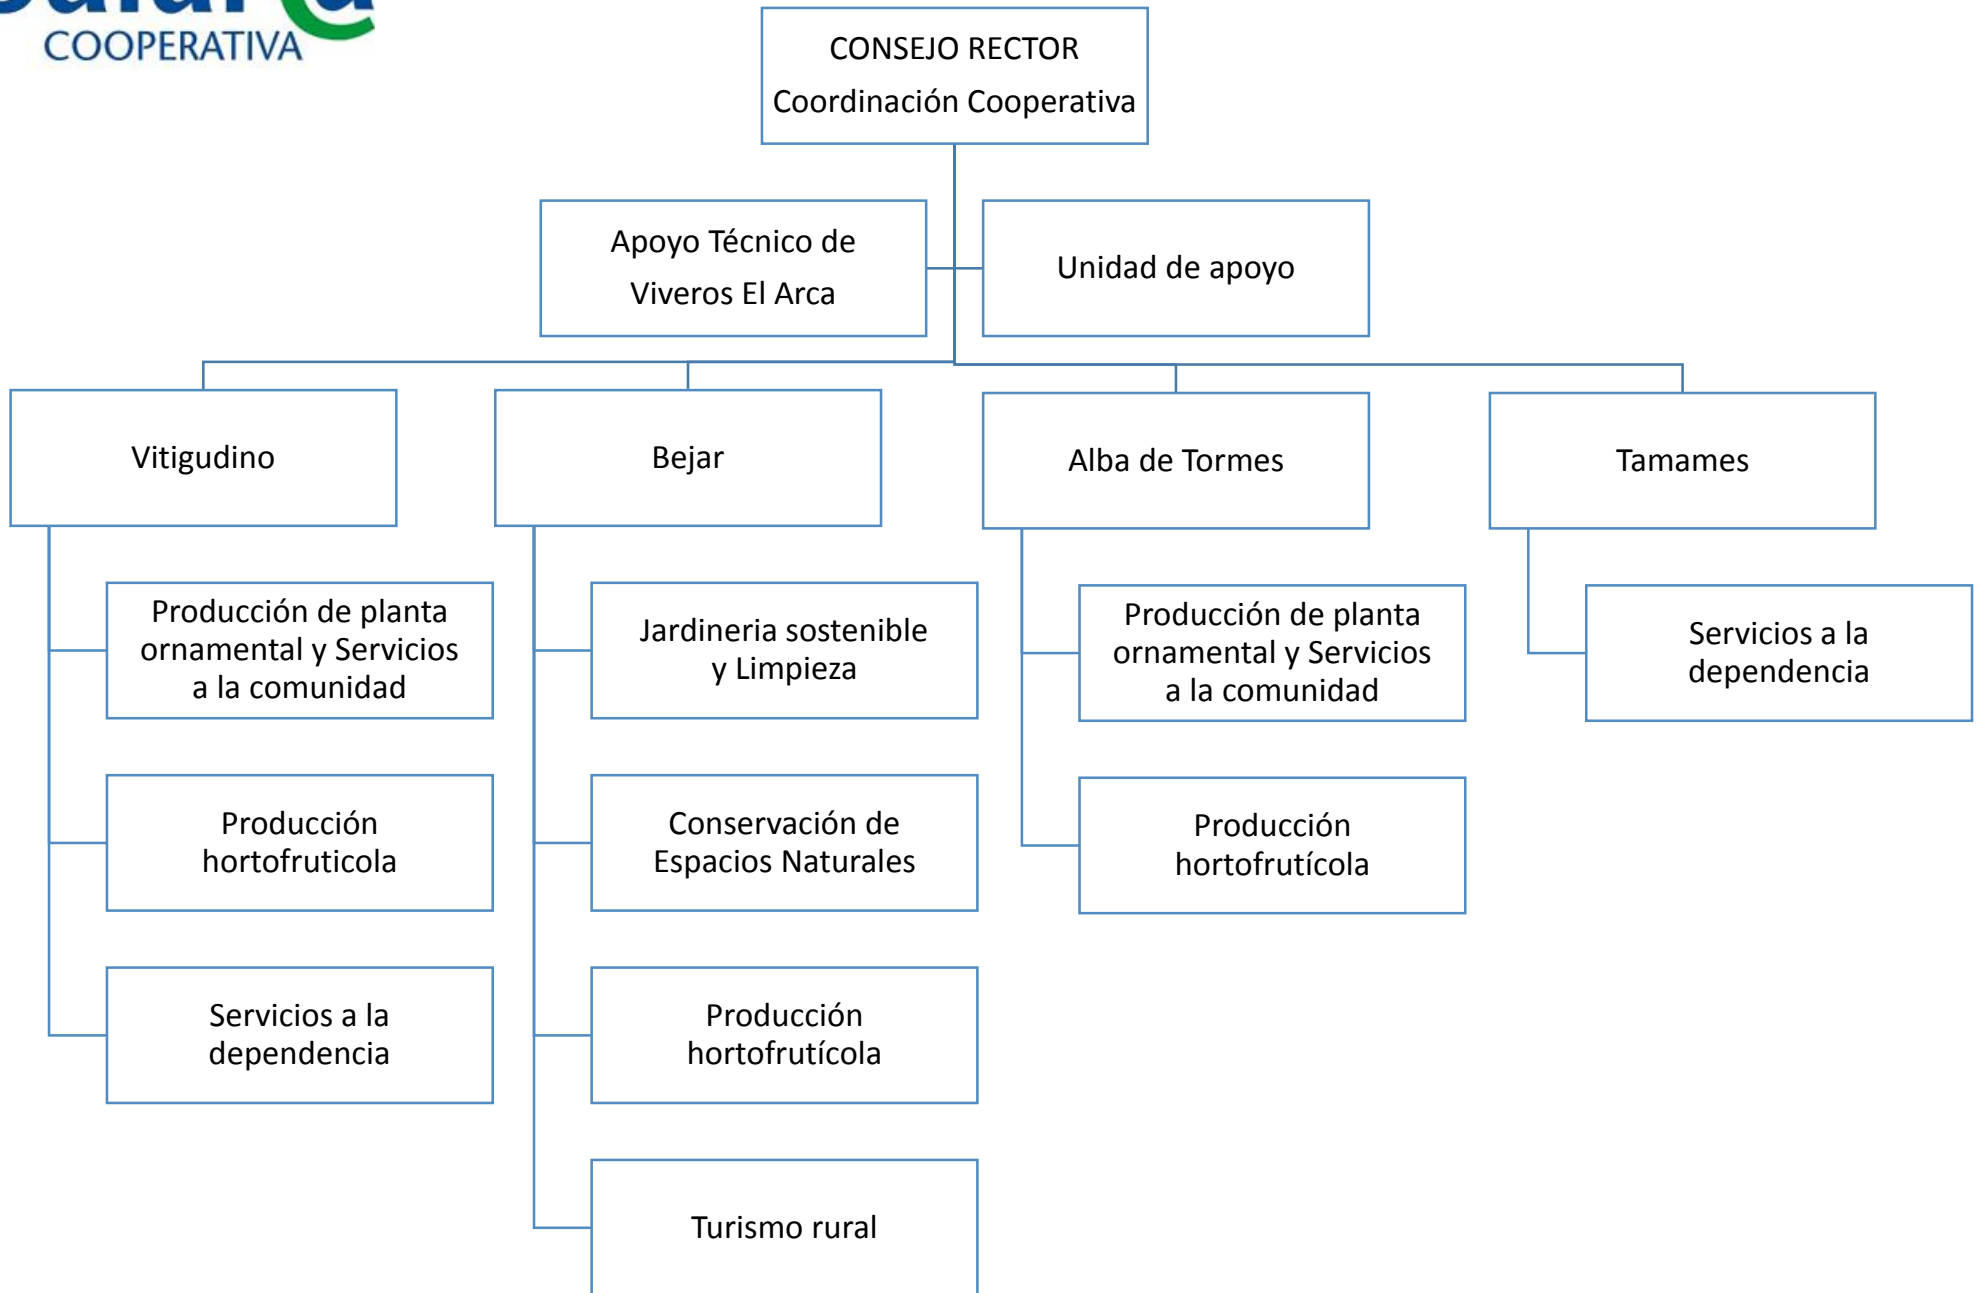 COOPERATIVA
CONSEJO RECTOR
Coordinación Cooperativa
Apoyo Técnico de
Viveros El Arca
Unidad de apoyo
Vitigudino
Bejar
Alba de Tormes
Tamames
Producción de planta
ornamental y Servicios
a la comunidad
Producción
hortofruticola
Servicios a la
dependencia
Jardineria sostenible
y Limpieza
Conservación de
Espacios Naturales
Producción
hortofrutícola
Turismo rural
Producción de planta
ornamental y Servicios
a la comunidad
Producción
hortofrutícola
Servicios a la
dependencia